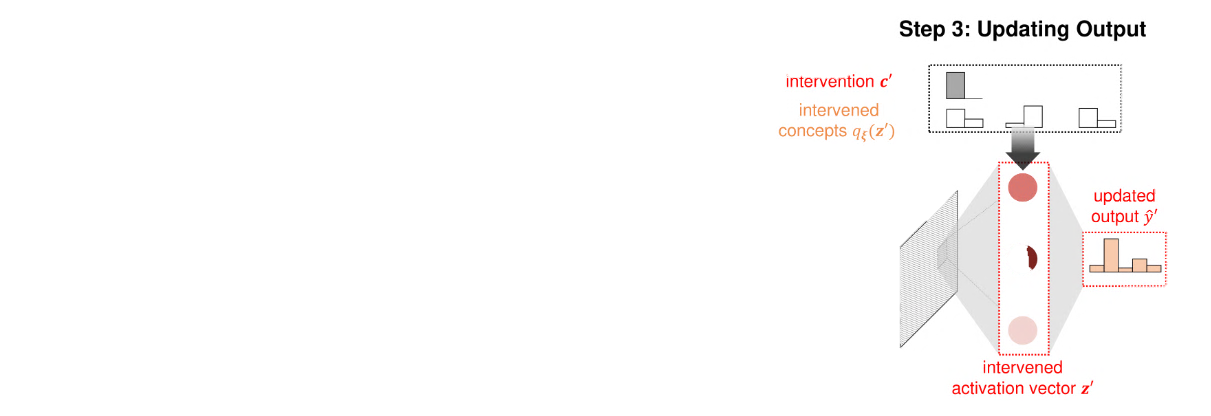 Step 3: Updating Output
intervention c′
intervened
concepts q_ξ(z′)
updated
output ŷ′
intervened
activation vector z′